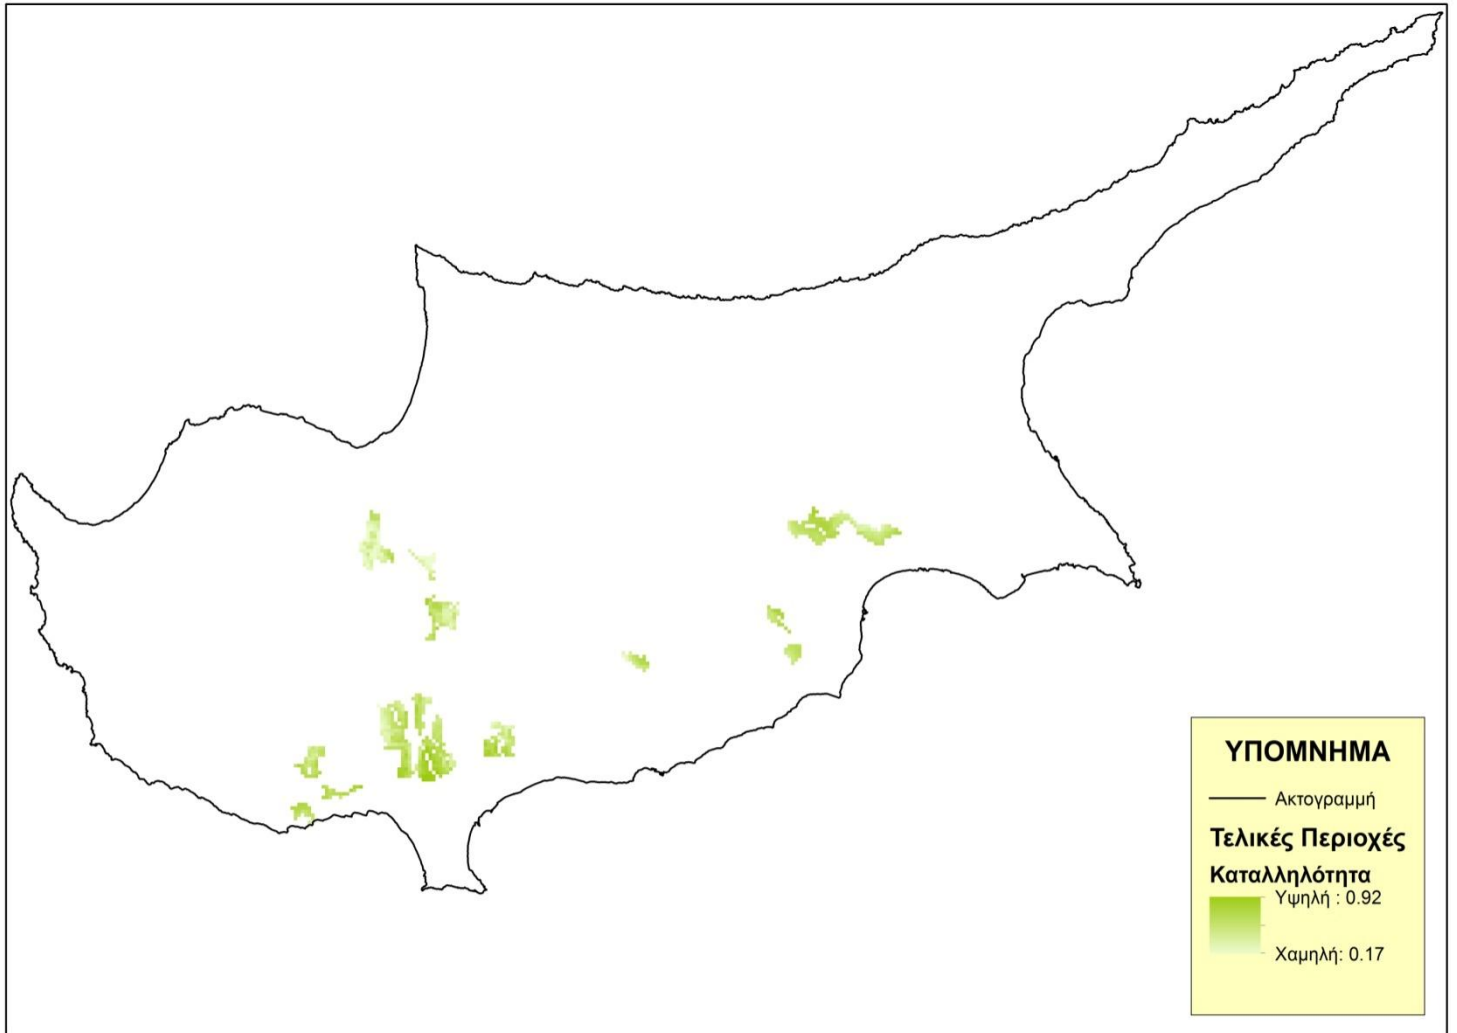 ΥΠΟΜΝΗΜΑ
Ακτογραμμή
Τελικές Περιοχές
Καταλληλότητα
Υψηλή : 0.92
Χαμηλή: 0.17